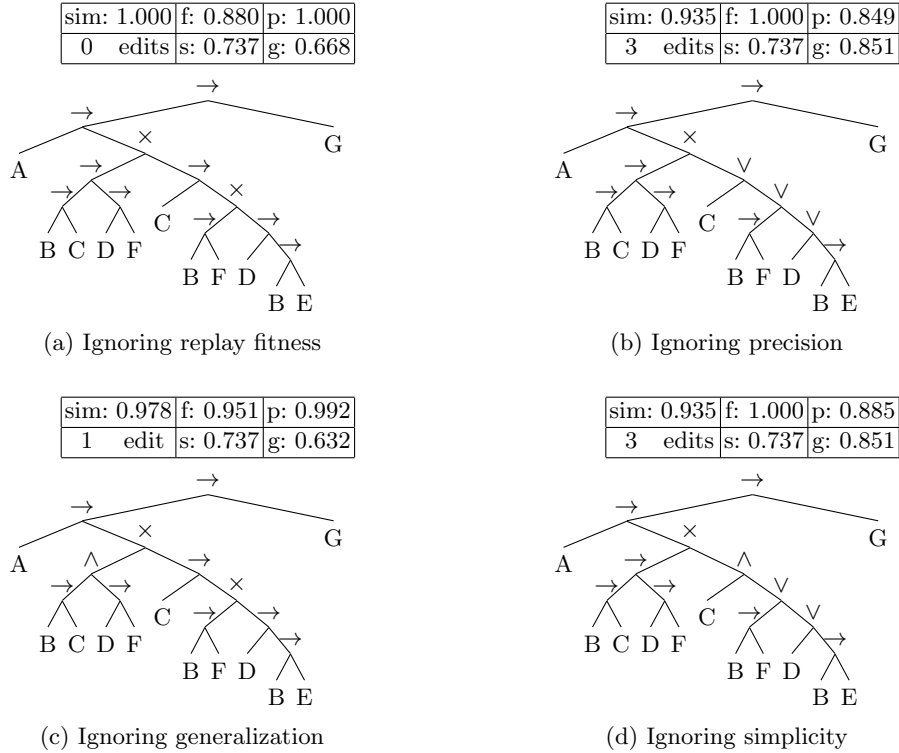 sim: 1.000 f: 0.880 p: 1.000
0 edits s: 0.737 g: 0.668
→
→
×
A
G
→
→
→
→
×
C
→
→
B C D F
→
B F D
B E
(a) Ignoring replay fitness
sim: 0.935 f: 1.000 p: 0.849
3 edits s: 0.737 g: 0.851
→
→
×
A
G
→
∨
→
→
∨
C
→
∨
B C D F
→
B F D
B E
(b) Ignoring precision
sim: 0.978 f: 0.951 p: 0.992
1 edit s: 0.737 g: 0.632
→
→
×
A
G
∧
→
→
→
×
C
→
→
B C D F
→
B F D
B E
(c) Ignoring generalization
sim: 0.935 f: 1.000 p: 0.885
3 edits s: 0.737 g: 0.851
→
→
×
A
G
→
∧
→
→
∨
C
→
∨
B C D F
→
B F D
B E
(d) Ignoring simplicity